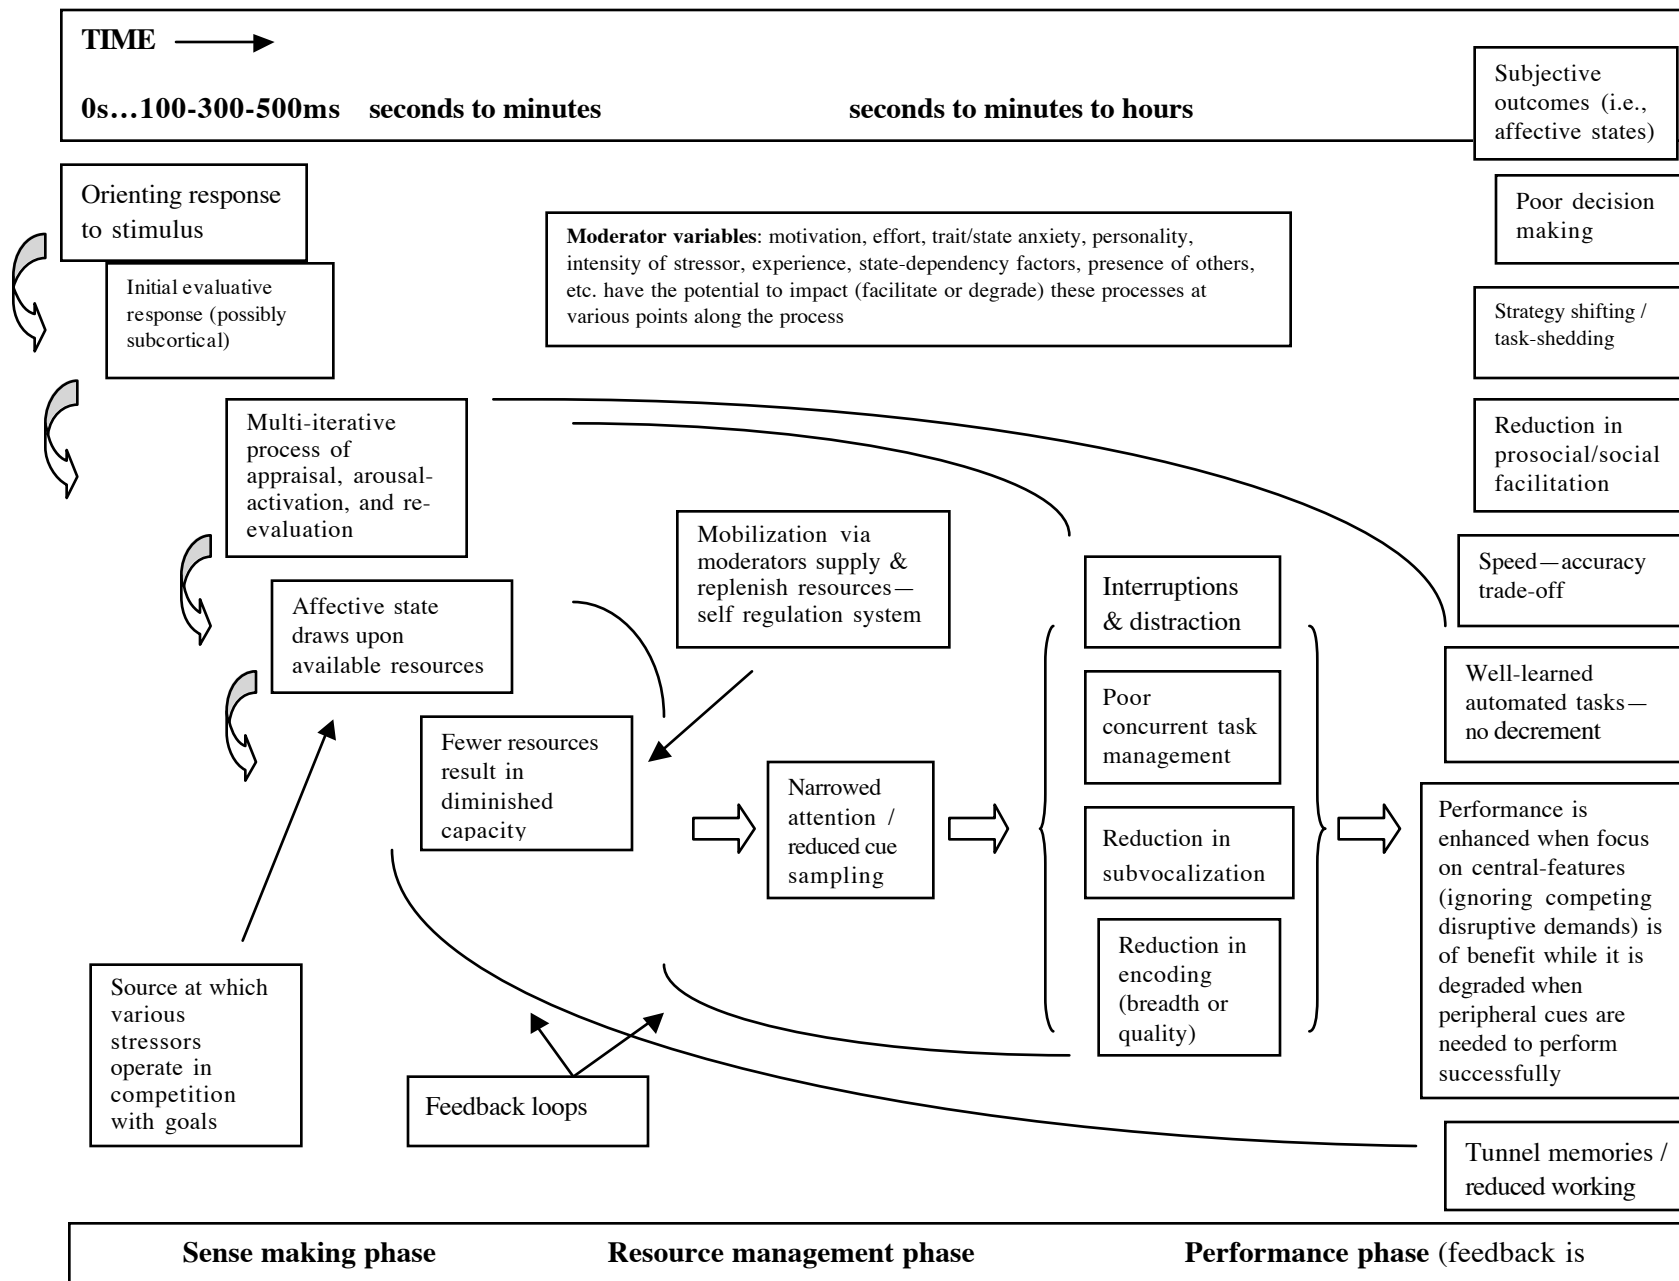 TIME
0s…100-300-500ms seconds to minutes seconds to minutes to hours
Subjective
outcomes (i.e.,
affective states)
Orienting response
to stimulus
Initial evaluative
response (possibly
subcortical)
Moderator variables: motivation, effort, trait/state anxiety, personality,
intensity of stressor, experience, state-dependency factors, presence of others,
etc. have the potential to impact (facilitate or degrade) these processes at
various points along the process
Poor decision
making
Strategy shifting /
task-shedding
Multi-iterative
process of
appraisal, arousal-
activation, and re-
evaluation
Reduction in
prosocial/social
facilitation
Affective state
draws upon
available resources
Mobilization via
moderators supply &
replenish resources—
self regulation system
Interruptions
& distraction
Speed—accuracy
trade-off
Fewer resources
result in
diminished
capacity
Narrowed
attention /
reduced cue
sampling
Poor
concurrent task
management
Well-learned
automated tasks—
no decrement
Reduction in
subvocalization
Performance is
enhanced when focus
on central-features
(ignoring competing
disruptive demands) is
of benefit while it is
degraded when
peripheral cues are
needed to perform
successfully
Reduction in
encoding
(breadth or
quality)
Source at which
various
stressors
operate in
competition
with goals
Feedback loops
Tunnel memories /
reduced working
Sense making phase Resource management phase Performance phase (feedback is